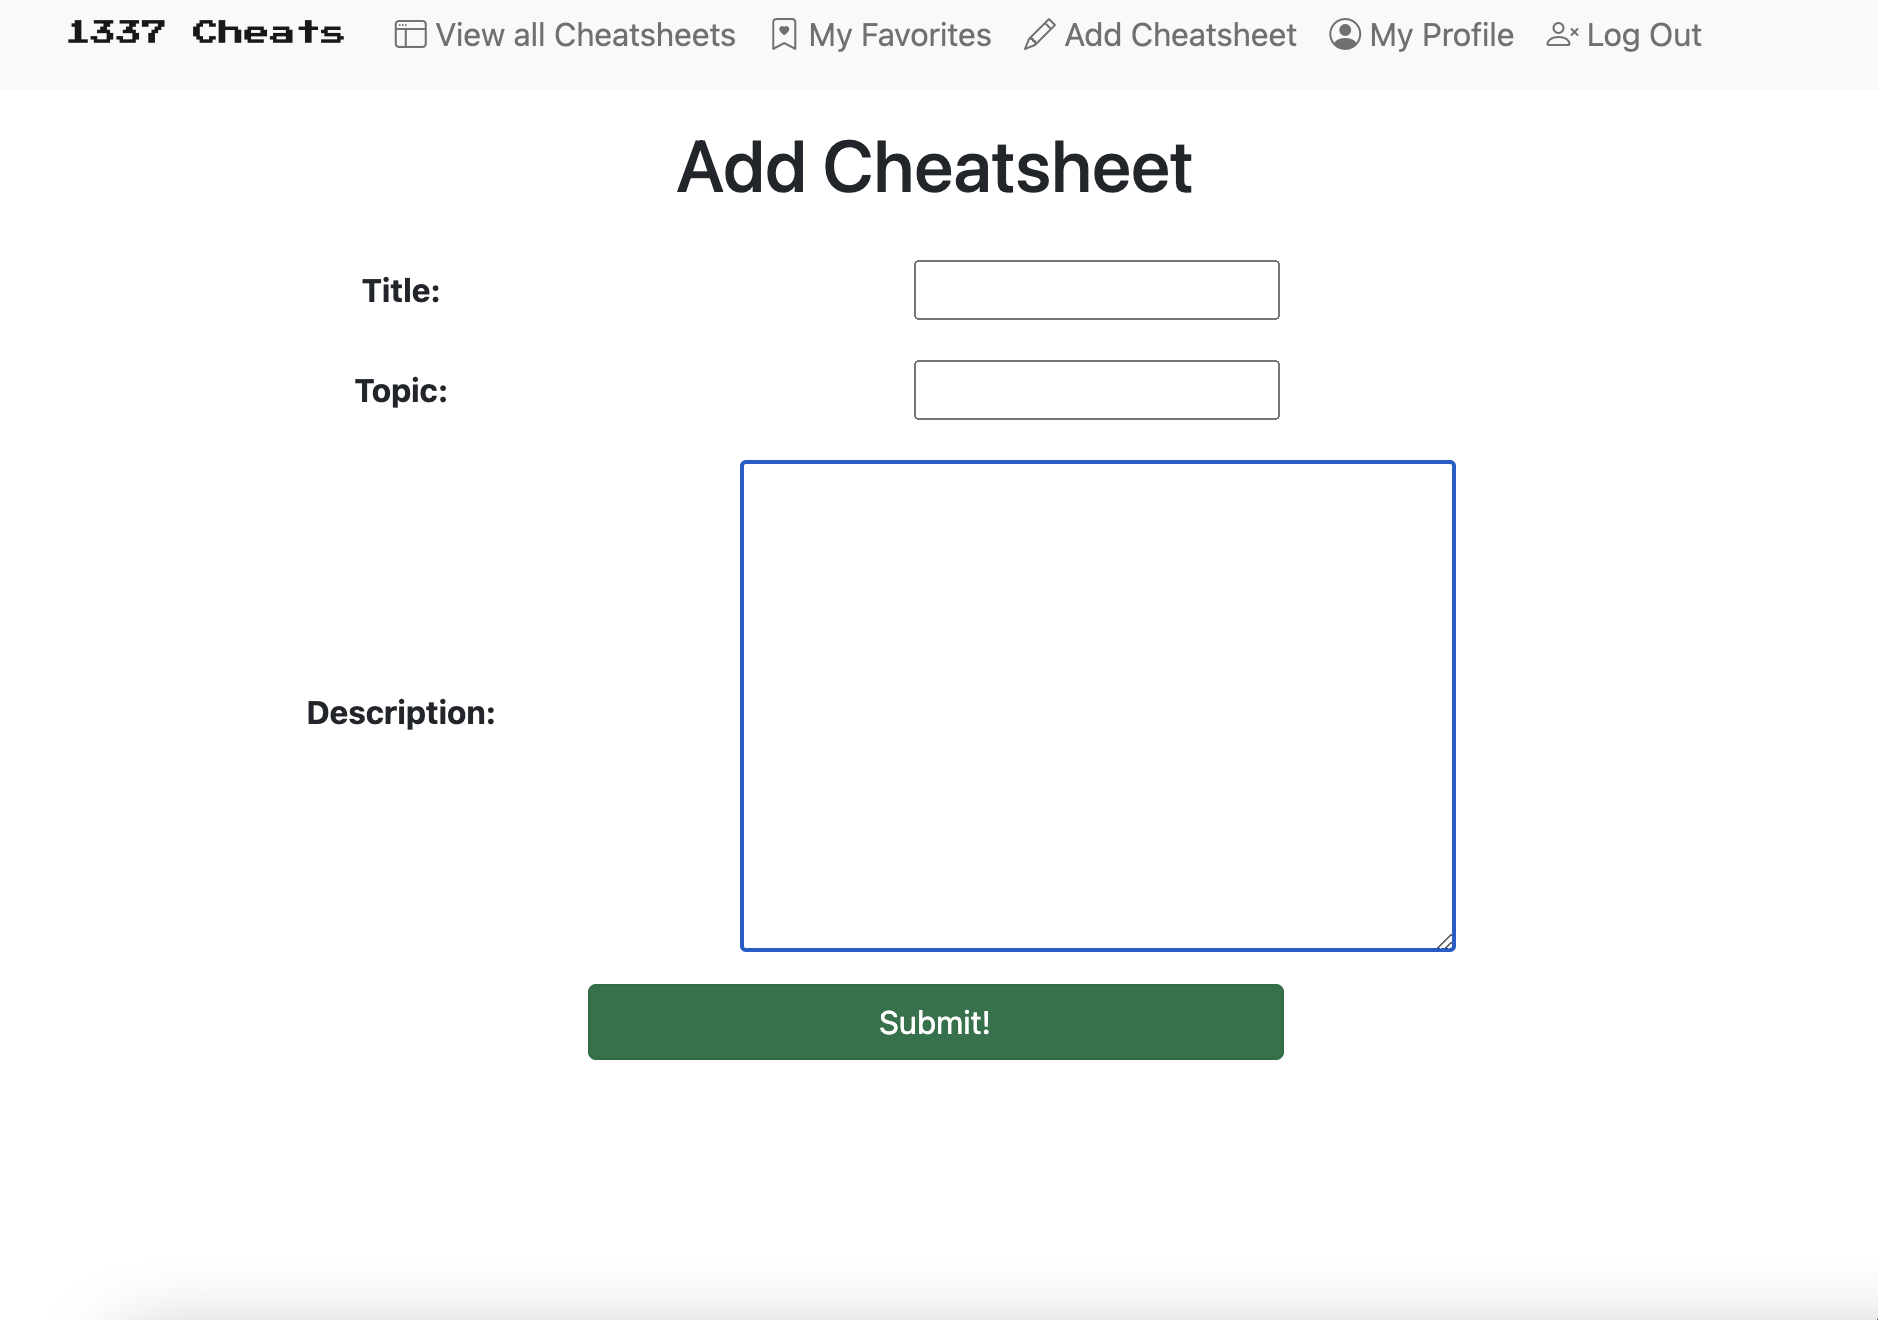 1337 Cheats View all Cheatsheets My Favorites Add Cheatsheet My Profile Log Out
Add Cheatsheet
Title:
Topic:
Description:
Submit!